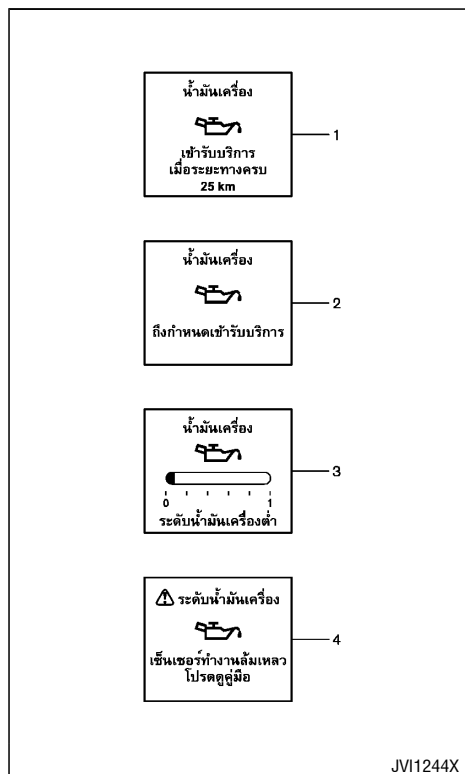 น้ำมันเครื่อง
เข้ารับบริการ
เมื่อระยะทางครบ
25 km
1
น้ำมันเครื่อง
ถึงกำหนดเข้ารับบริการ
2
น้ำมันเครื่อง
0 1
ระดับน้ำมันเครื่องต่ำ
3
ระดับน้ำมันเครื่อง
เซ็นเซอร์ทำงานล้มเหลว
โปรดดูคู่มือ
4
JVI1244X